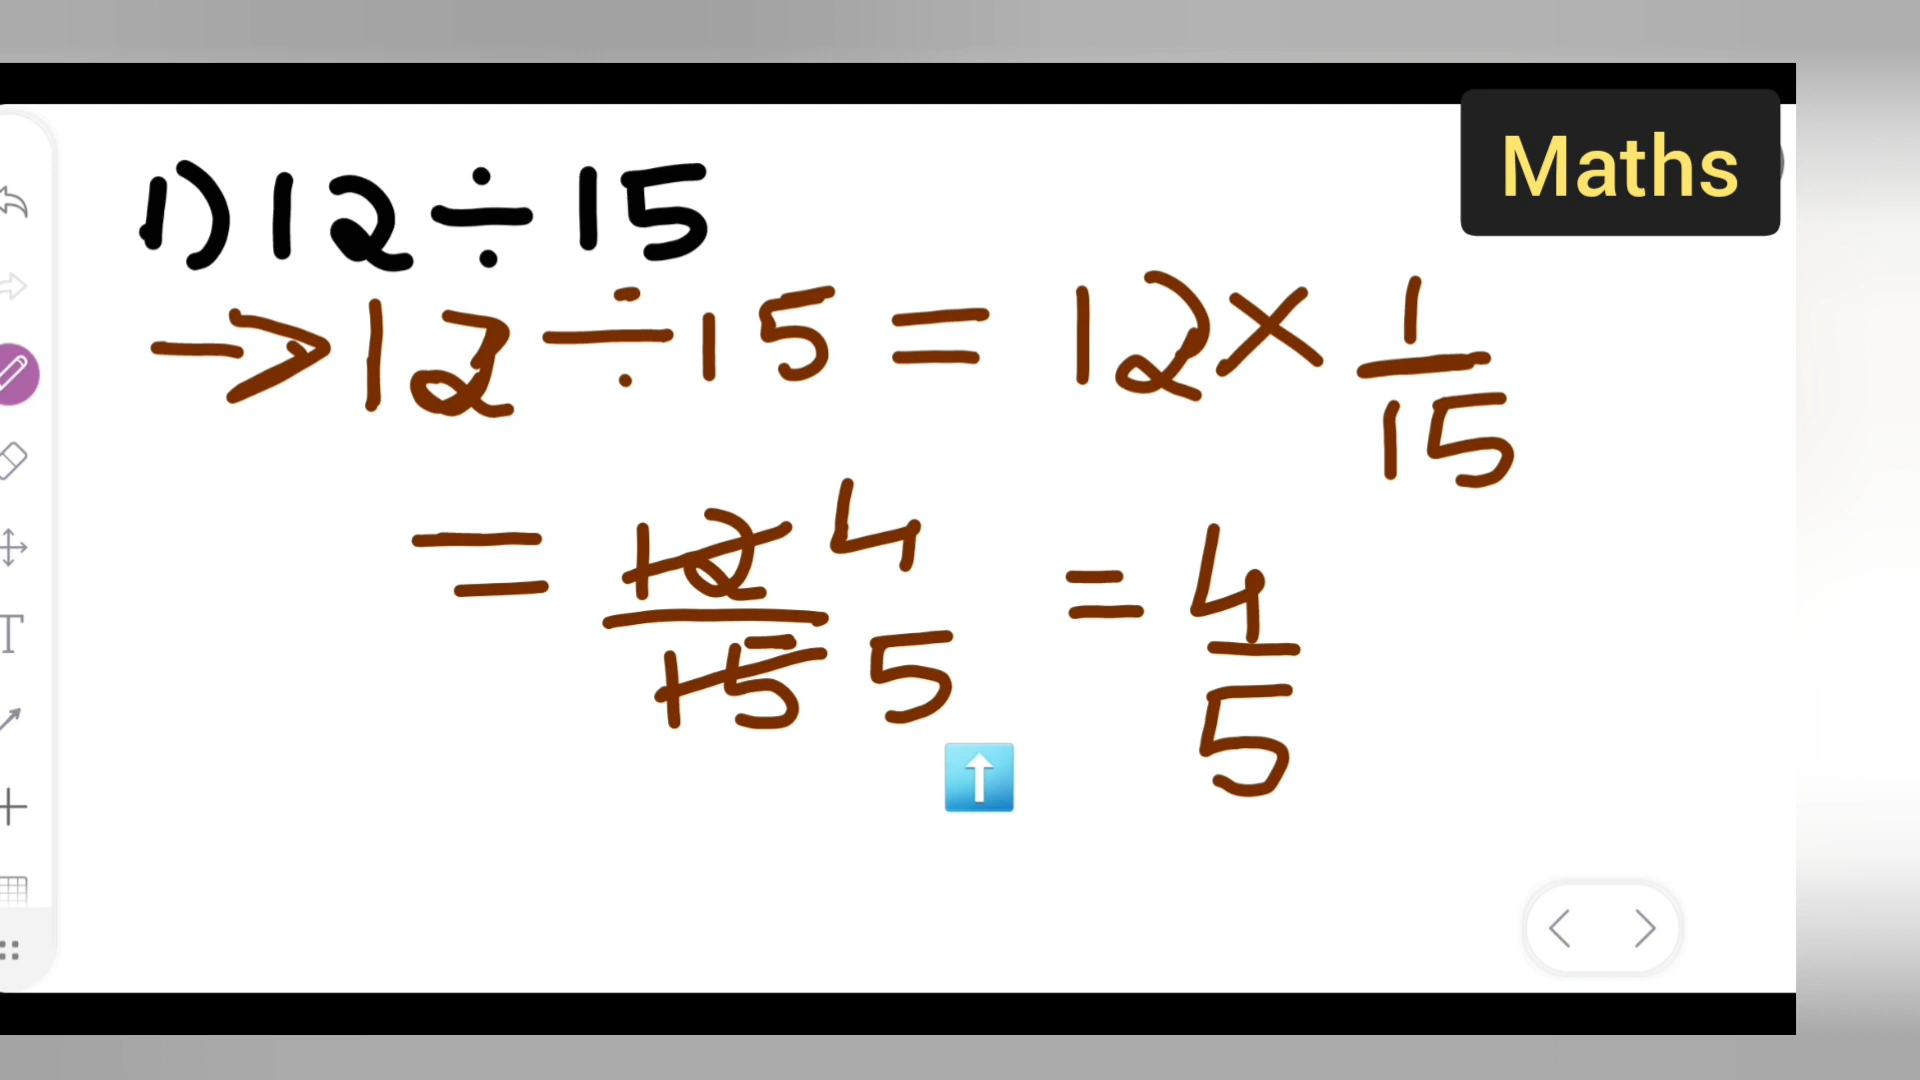 Maths
1) 12 ÷ 15
→ 12 ÷ 15 = 12 × 1/15
= 12/15 4/5 = 4/5